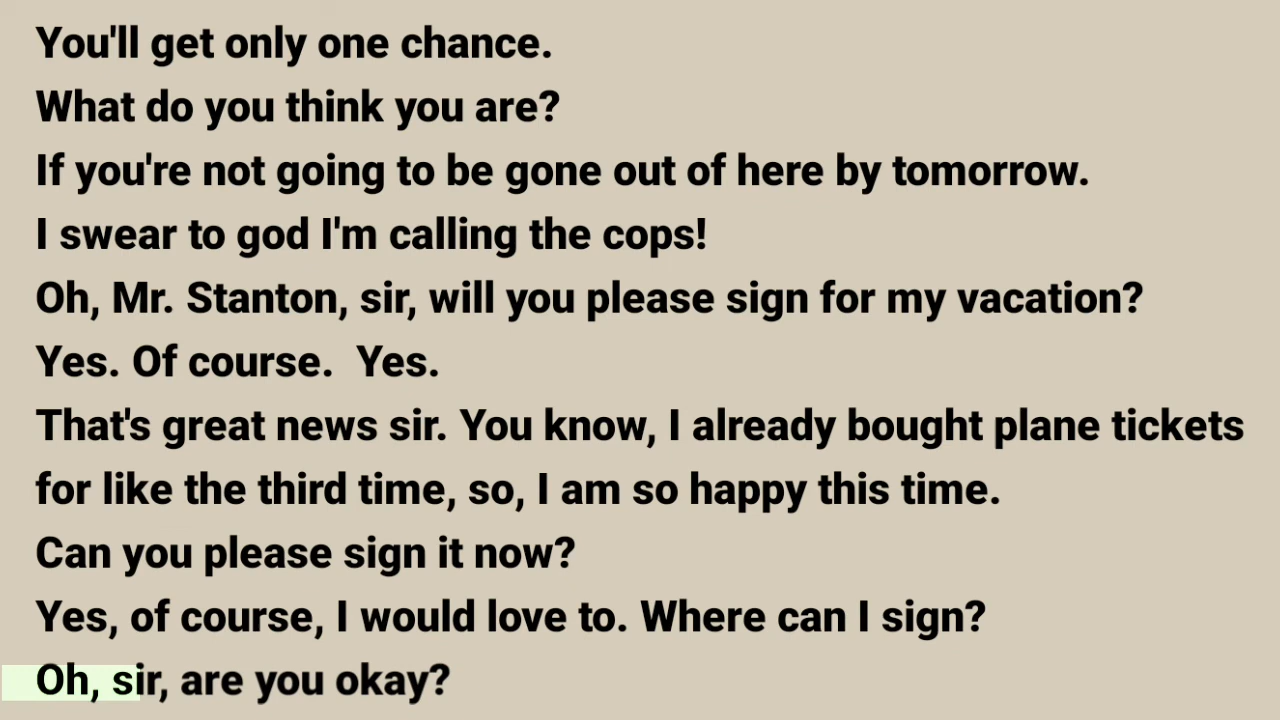 You'll get only one chance.
What do you think you are?
If you're not going to be gone out of here by tomorrow.
I swear to god I'm calling the cops!
Oh, Mr. Stanton, sir, will you please sign for my vacation?
Yes. Of course.  Yes.
That's great news sir. You know, I already bought plane tickets
for like the third time, so, I am so happy this time.
Can you please sign it now?
Yes, of course, I would love to. Where can I sign?
Oh, sir, are you okay?